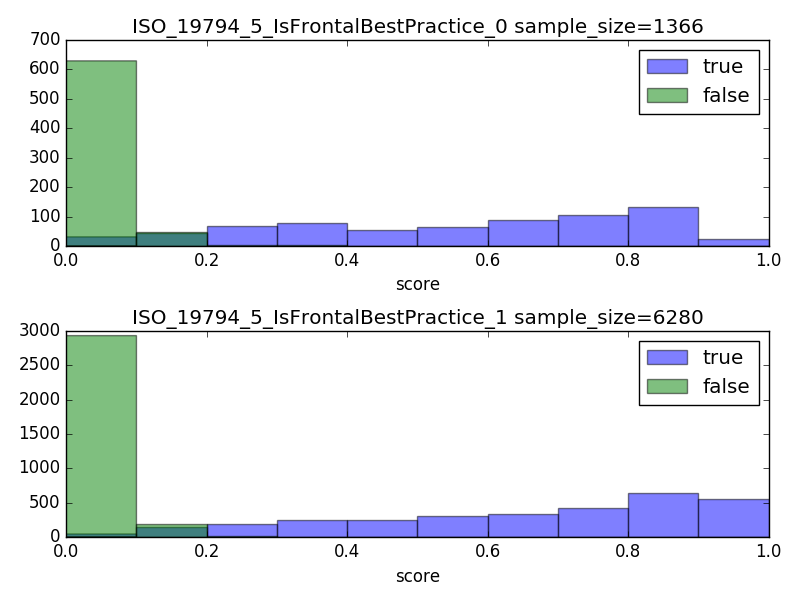 ISO_19794_5_IsFrontalBestPractice_0 sample_size=1366
700
600
500
400
300
200
100
0
true
false
0.0 0.2 0.4 0.6 0.8 1.0
score
ISO_19794_5_IsFrontalBestPractice_1 sample_size=6280
3000
2500
2000
1500
1000
500
0
true
false
0.0 0.2 0.4 0.6 0.8 1.0
score